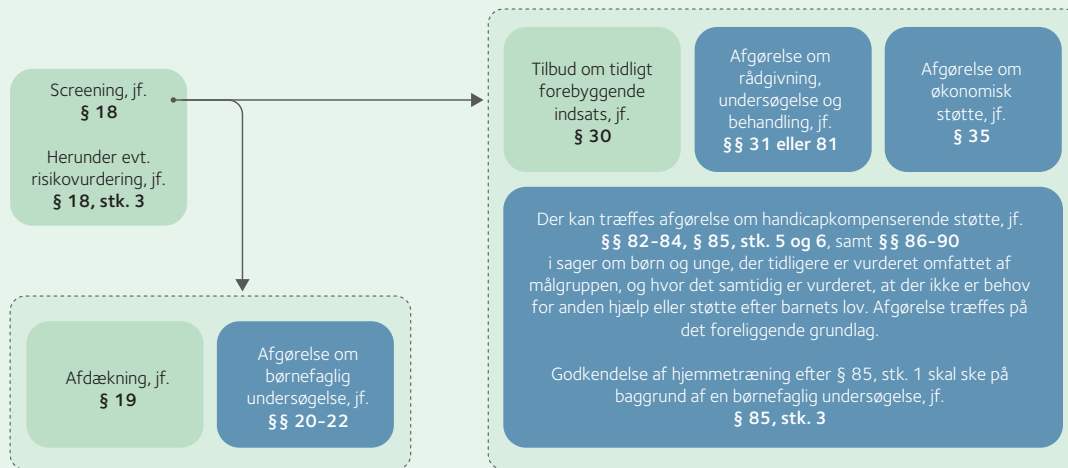 Screening, jf.
§ 18
Herunder evt.
risikovurdering, jf.
§ 18, stk. 3
Tilbud om tidligt
forebyggende
indsats, jf.
§ 30
Afgørelse om
rådgivning,
undersøgelse og
behandling, jf.
§§ 31 eller 81
Afgørelse om
økonomisk
støtte, jf.
§ 35
Der kan træffes afgørelse om handicapkompenserende støtte, jf.
§§ 82-84, § 85, stk. 5 og 6, samt §§ 86-90
i sager om børn og unge, der tidligere er vurderet omfattet af
målgruppen, og hvor det samtidig er vurderet, at der ikke er behov
for anden hjælp eller støtte efter barnets lov. Afgørelse træffes på
det foreliggende grundlag.
Godkendelse af hjemmetræning efter § 85, stk. 1 skal ske på
baggrund af en børnefaglig undersøgelse, jf.
§ 85, stk. 3
Afdækning, jf.
§ 19
Afgørelse om
børnefaglig
undersøgelse, jf.
§§ 20-22